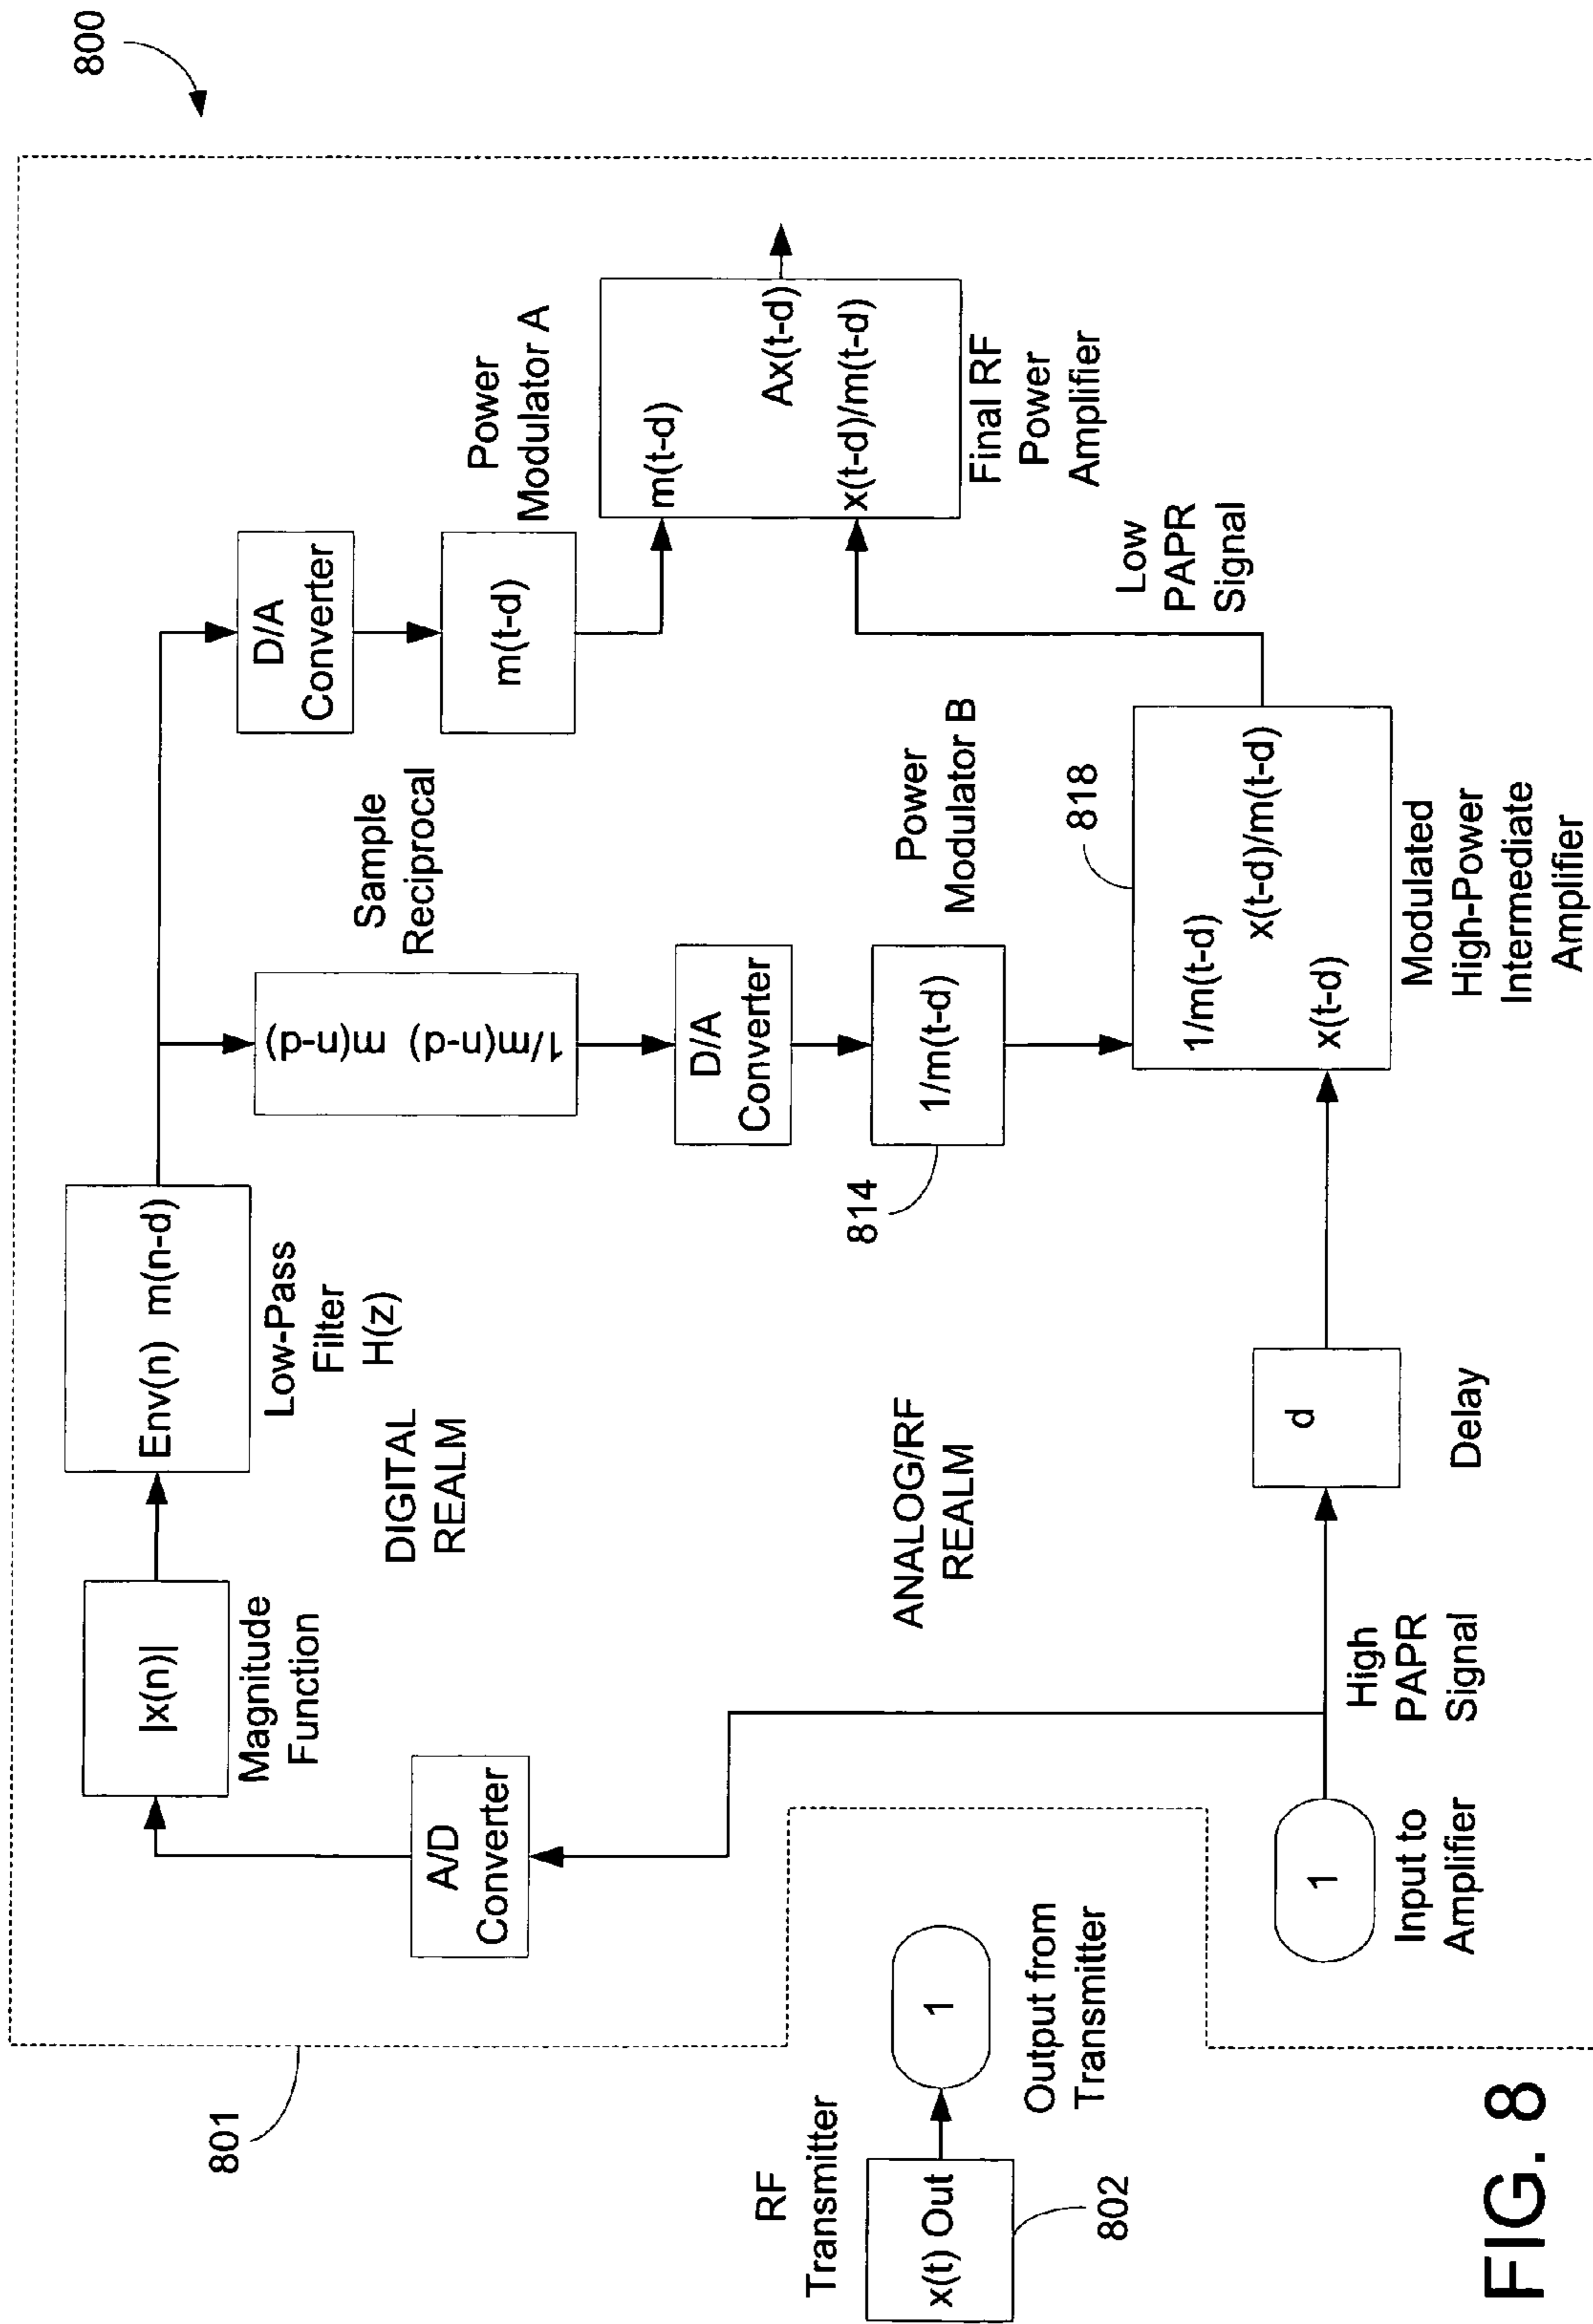 800
801
|x(n)|
Magnitude
Function
Env(n) m(n-d)
Low-Pass
Filter
H(z)
DIGITAL
REALM
A/D
Converter
m(n-d) 1/m(n-d)
Sample
Reciprocal
D/A
Converter
m(t-d)
Power
Modulator A
m(t-d)
Ax(t-d)
x(t-d)/m(t-d)
Final RF
Power
Amplifier
D/A
Converter
1/m(t-d)
814
Power
Modulator B
ANALOG/RF
REALM
RF
Transmitter
x(t) Out
802
1
Output from
Transmitter
1
Input to
Amplifier
High
PAPR
Signal
d
Delay
818
1/m(t-d)
x(t-d)/m(t-d)
x(t-d)
Modulated
High-Power
Intermediate
Amplifier
Low
PAPR
Signal
FIG. 8